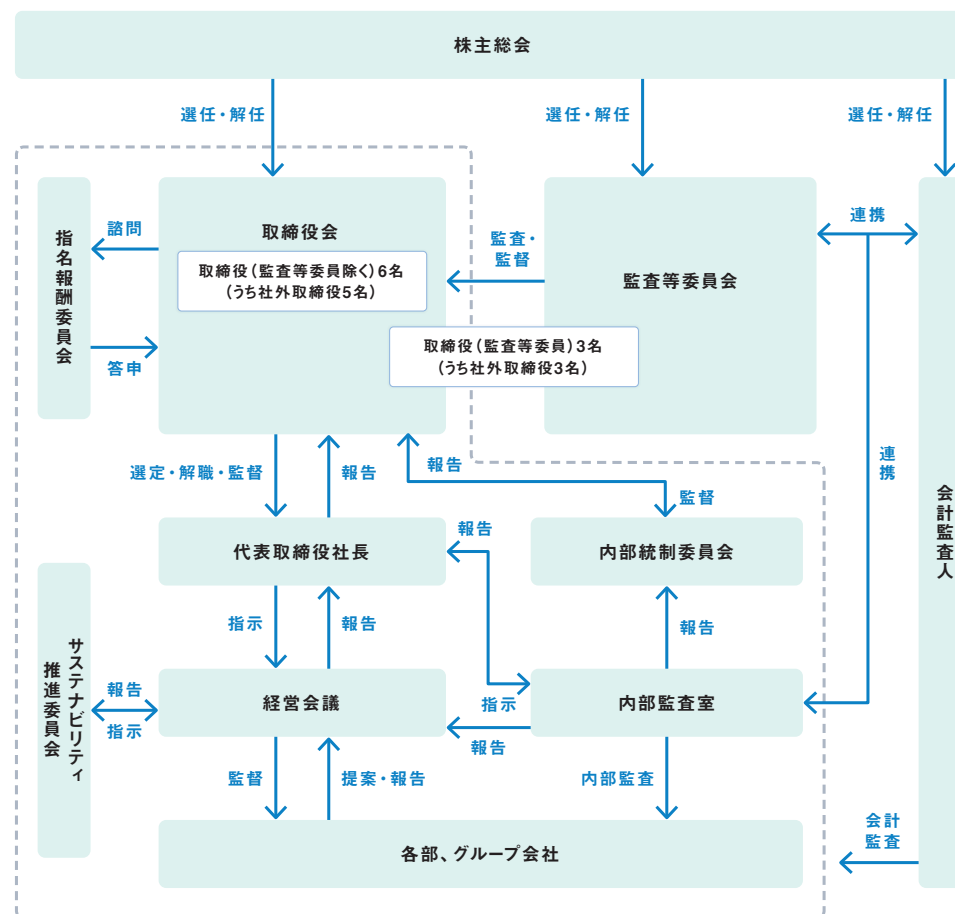 株主総会
選任・解任
選任・解任
選任・解任
指名報酬委員会
諮問
答申
取締役会
取締役(監査等委員除く)6名
(うち社外取締役5名)
監査・
監督
監査等委員会
取締役(監査等委員)3名
(うち社外取締役3名)
連携
連携
会計監査人
選定・解職・監督
報告
報告
監督
代表取締役社長
報告
内部統制委員会
指示
報告
報告
サステナビリティ
推進委員会
報告
指示
経営会議
指示
報告
内部監査室
監督
提案・報告
内部監査
会計
監査
各部、グループ会社